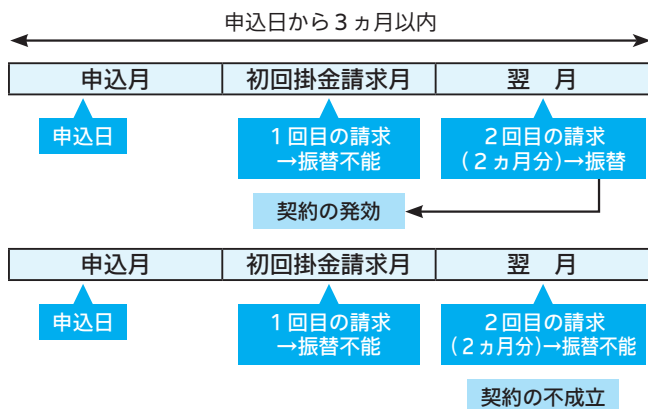 申込日から３ヵ月以内
申込月 初回掛金請求月 翌　月
申込日
１回目の請求
→振替不能
２回目の請求
(２ヵ月分)→振替
契約の発効
申込月 初回掛金請求月 翌　月
申込日
１回目の請求
→振替不能
２回目の請求
(２ヵ月分)→振替不能
契約の不成立